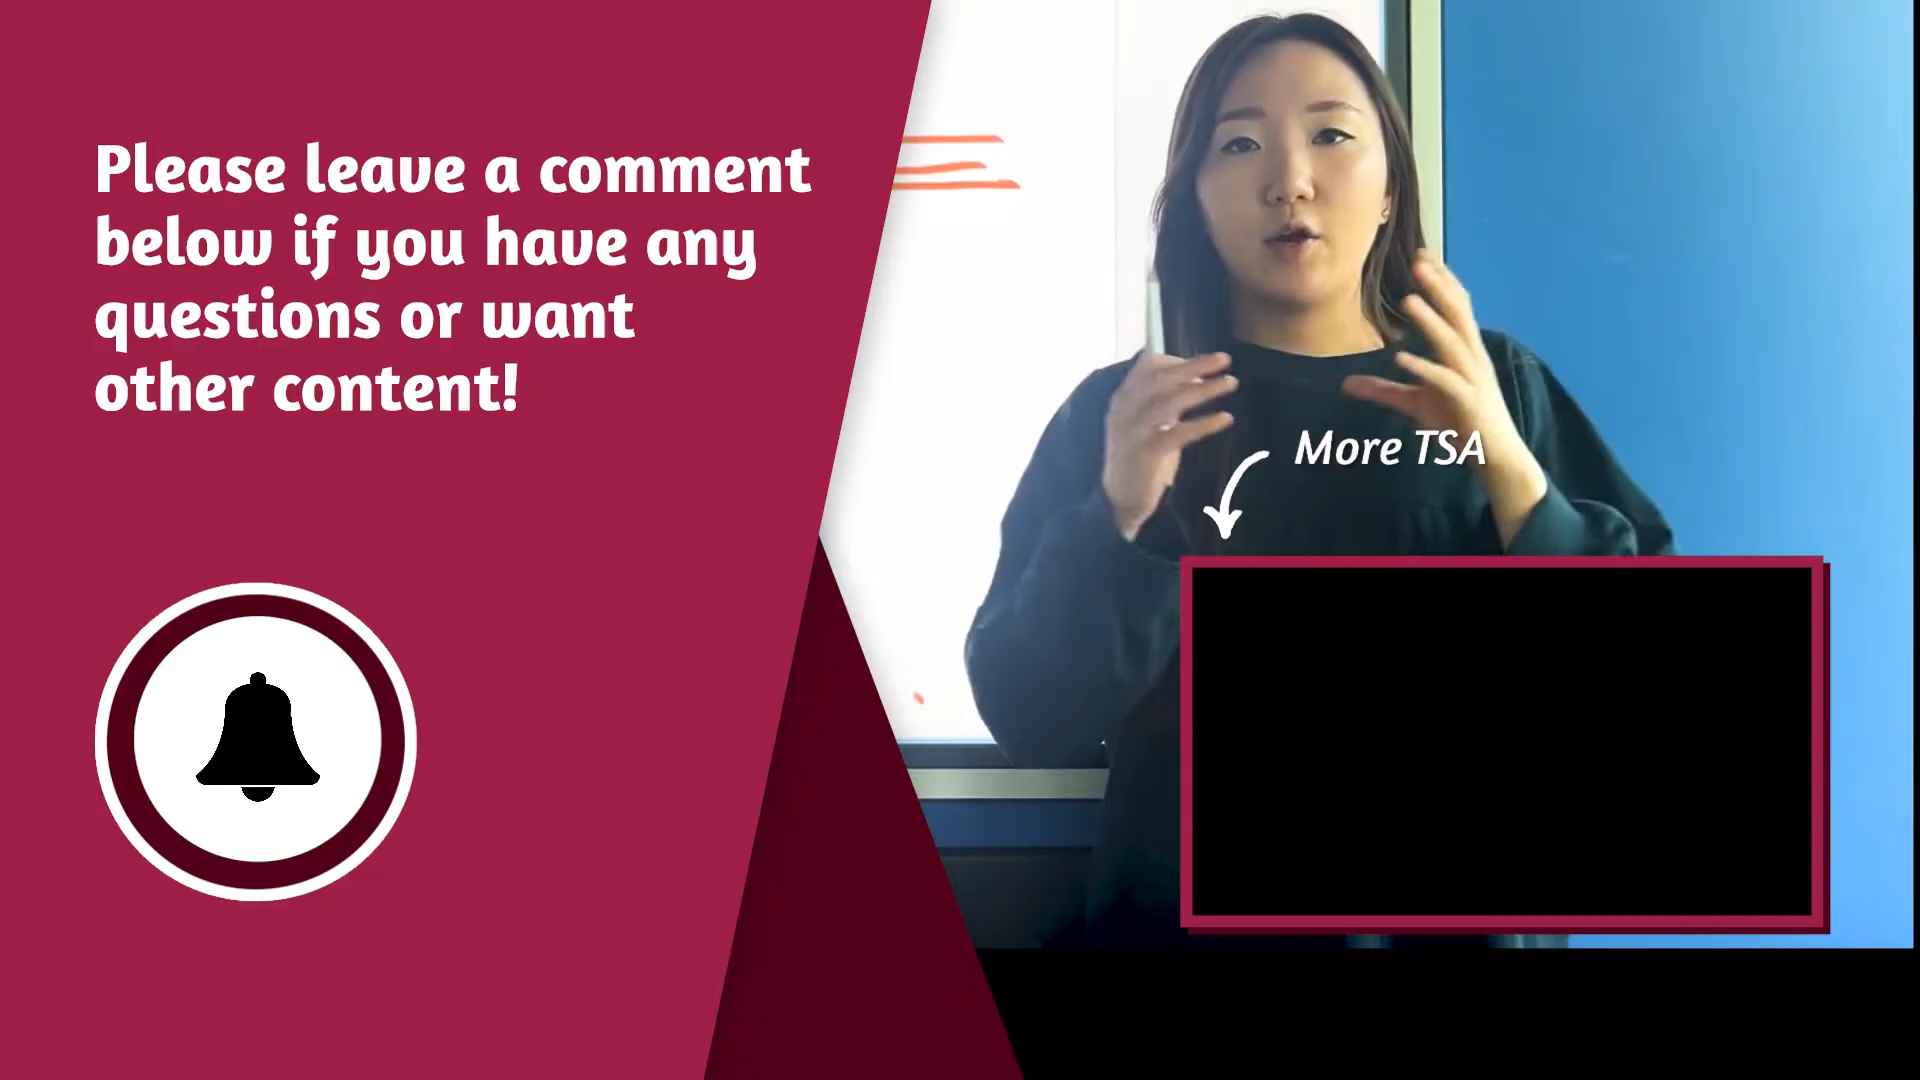 Please leave a comment
below if you have any
questions or want
other content!
More TSA